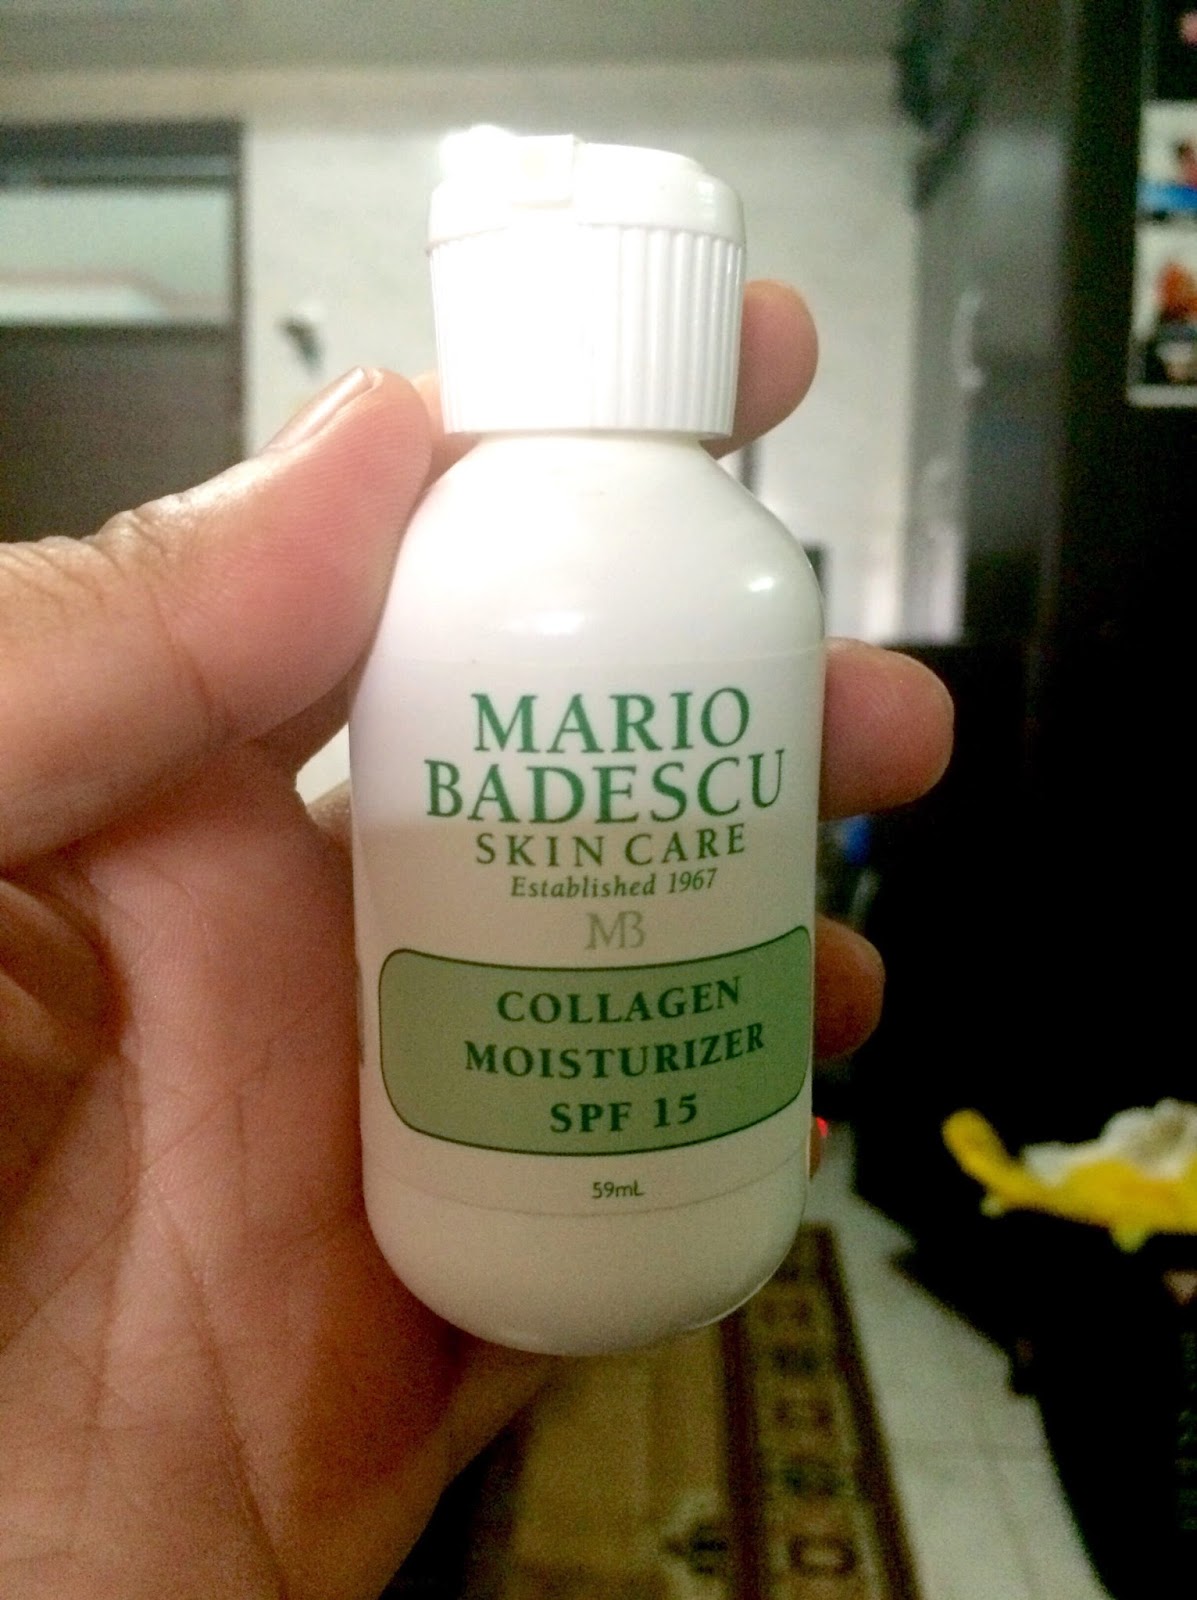 MARIO
BADESCU
SKIN CARE
Established 1967
MB
COLLAGEN
MOISTURIZER
SPF 15
59mL